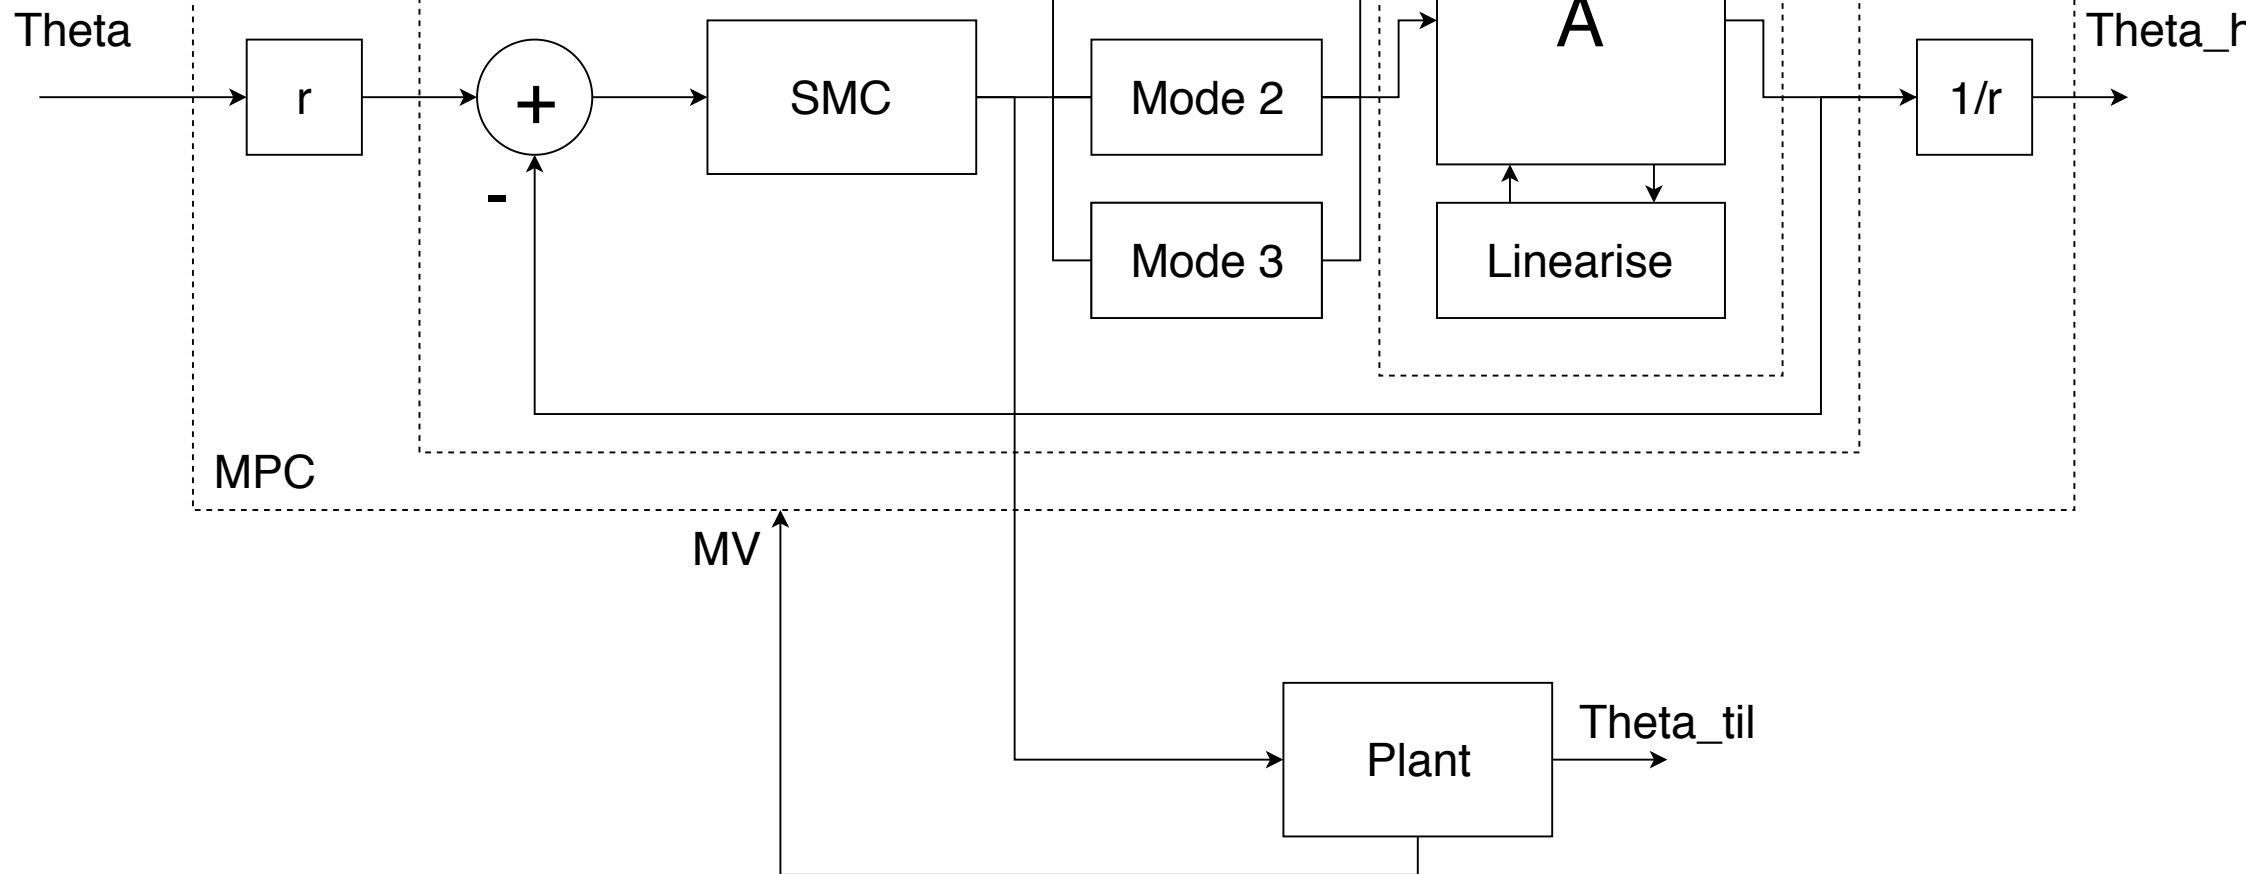 Theta
r
+
-
SMC
Mode 2
Mode 3
A
Linearise
1/r
MPC
MV
Plant
Theta_til